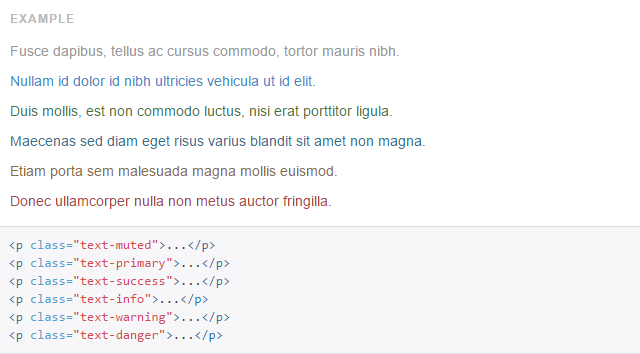 EXAMPLE
Fusce dapibus, tellus ac cursus commodo, tortor mauris nibh.
Nullam id dolor id nibh ultricies vehicula ut id elit.
Duis mollis, est non commodo luctus, nisi erat porttitor ligula.
Maecenas sed diam eget risus varius blandit sit amet non magna.
Etiam porta sem malesuada magna mollis euismod.
Donec ullamcorper nulla non metus auctor fringilla.
<p class="text-muted">...</p>
<p class="text-primary">...</p>
<p class="text-success">...</p>
<p class="text-info">...</p>
<p class="text-warning">...</p>
<p class="text-danger">...</p>